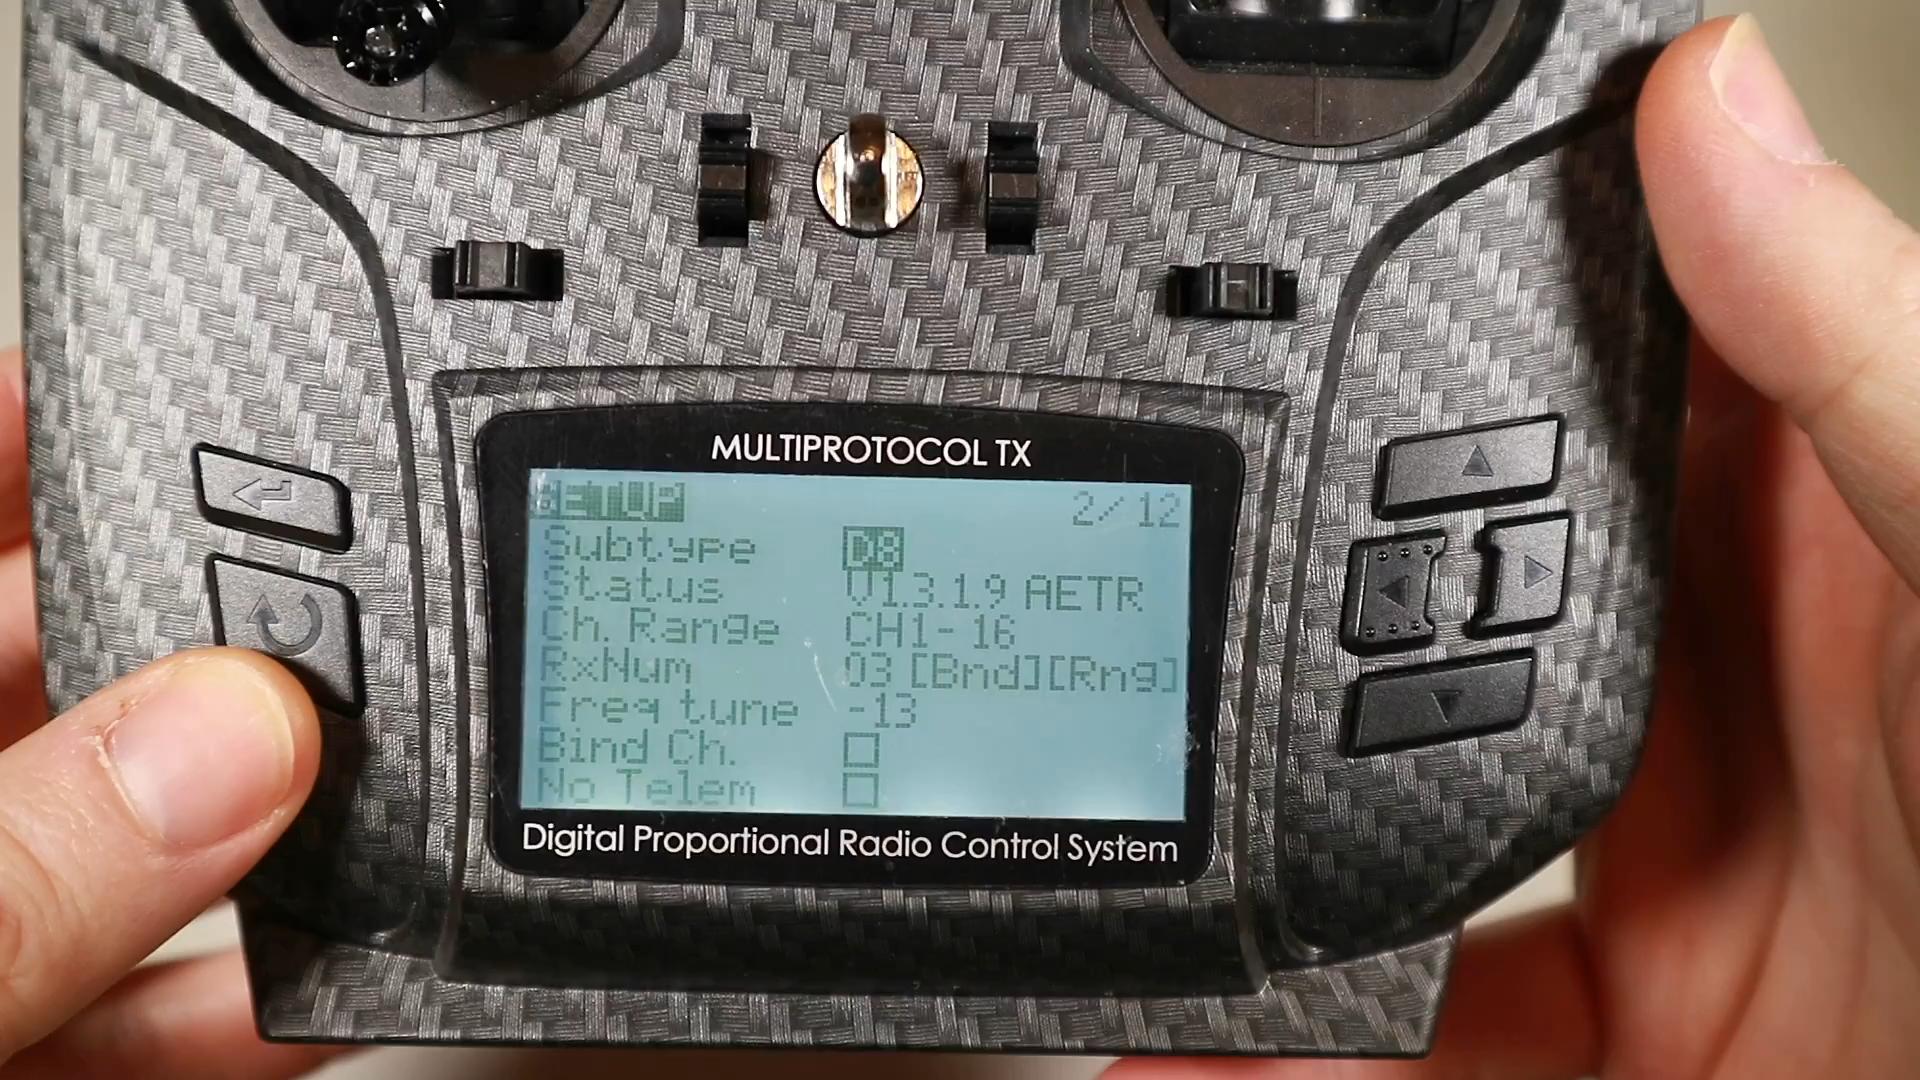 MULTIPROTOCOL TX
SETUP 2/12
Subtype D8
Status V1.3.1.9 AETR
Ch. Range CH1-16
RxNum 03 [Bnd][Rng]
Freq tune -13
Bind Ch.
No Telem
Digital Proportional Radio Control System